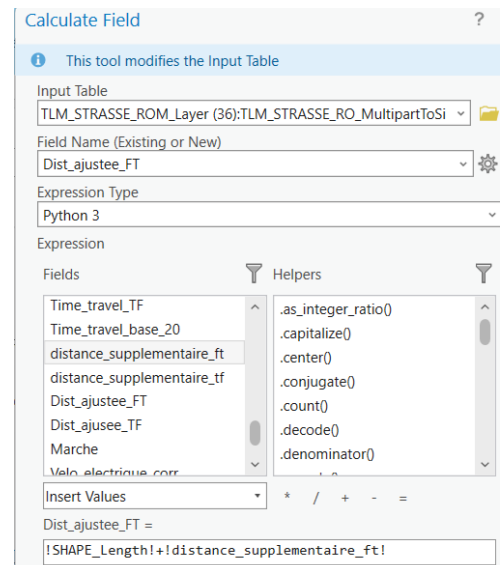 Calculate Field ?
This tool modifies the Input Table
Input Table
TLM_STRASSE_ROM_Layer (36):TLM_STRASSE_RO_MultipartToSi
Field Name (Existing or New)
Dist_ajustee_FT
Expression Type
Python 3
Expression
Fields
Helpers
Time_travel_TF
Time_travel_base_20
distance_supplementaire_ft
distance_supplementaire_tf
Dist_ajustee_FT
Dist_ajusee_TF
Marche
Velo_electrique_corr
.as_integer_ratio()
.capitalize()
.center()
.conjugate()
.count()
.decode()
.denominator()
Insert Values
* / + - =
Dist_ajustee_FT =
!SHAPE_Length!+!distance_supplementaire_ft!